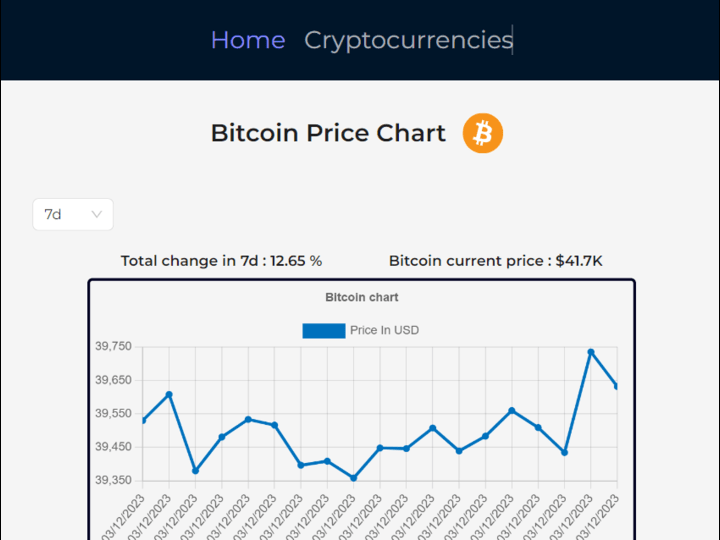 Home Cryptocurrencies
Bitcoin Price Chart
7d
Total change in 7d : 12.65 % Bitcoin current price : $41.7K
Bitcoin chart
Price In USD
39,750
39,650
39,550
39,450
39,350
03/12/2023 03/12/2023 03/12/2023 03/12/2023 03/12/2023 03/12/2023 03/12/2023 03/12/2023 03/12/2023 03/12/2023 03/12/2023 03/12/2023 03/12/2023 03/12/2023 03/12/2023 03/12/2023 03/12/2023 03/12/2023 03/12/2023